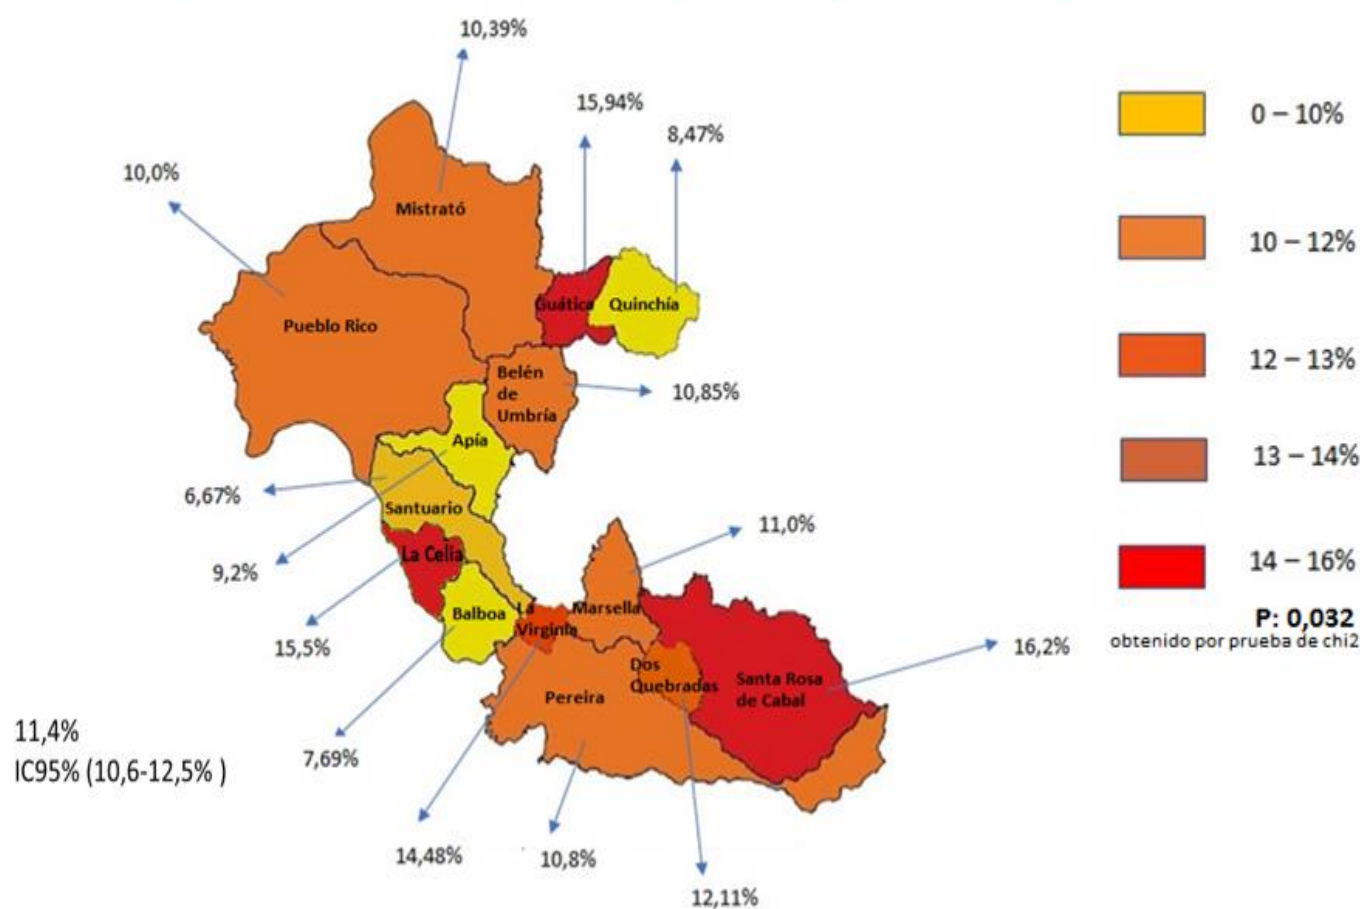 10,39%
15,94%
8,47%
10,0%
Mistrató
Guática
Quinchía
Pueblo Rico
Belén
de
Umbría
10,85%
Apía
6,67%
Santuario
11,0%
La Celia
9,2%
Balboa
La
Virginia
Marsella
15,5%
16,2%
Dos
Quebradas
Santa Rosa
de Cabal
Pereira
11,4%
IC95% (10,6-12,5% )
7,69%
14,48%
10,8%
12,11%
0 – 10%
10 – 12%
12 – 13%
13 – 14%
14 – 16%
P: 0,032
obtenido por prueba de chi2